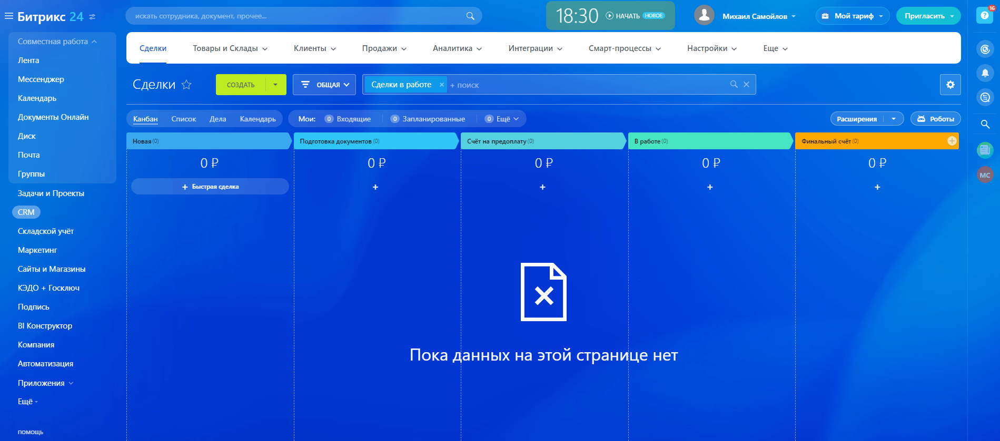 Битрикс 24
искать сотрудника, документ, прочее...
18:30 НАЧАТЬ НОВОЕ
Михаил Самойлов
Мой тариф
Пригласить
16
Совместная работа
Лента
Мессенджер
Календарь
Документы Онлайн
Диск
Почта
Группы
Задачи и Проекты
CRM
Складской учёт
Маркетинг
Сайты и Магазины
КЭДО + Госключ
Подпись
BI Конструктор
Компания
Автоматизация
Приложения
Ещё
ПОМОЩЬ
Сделки Товары и Склады Клиенты Продажи Аналитика Интеграции Смарт-процессы Настройки Еще
Сделки СОЗДАТЬ ОБЩАЯ Сделки в работе × + поиск
Канбан Список Дела Календарь Мои: 0 Входящие 0 Запланированные 0 Ещё Расширения Роботы
Новая (0) Подготовка документов (0) Счёт на предоплату (0) В работе (0) Финальный счёт (0)
0 ₽ 0 ₽ 0 ₽ 0 ₽ 0 ₽
+ Быстрая сделка + + + +
Пока данных на этой странице нет
МС